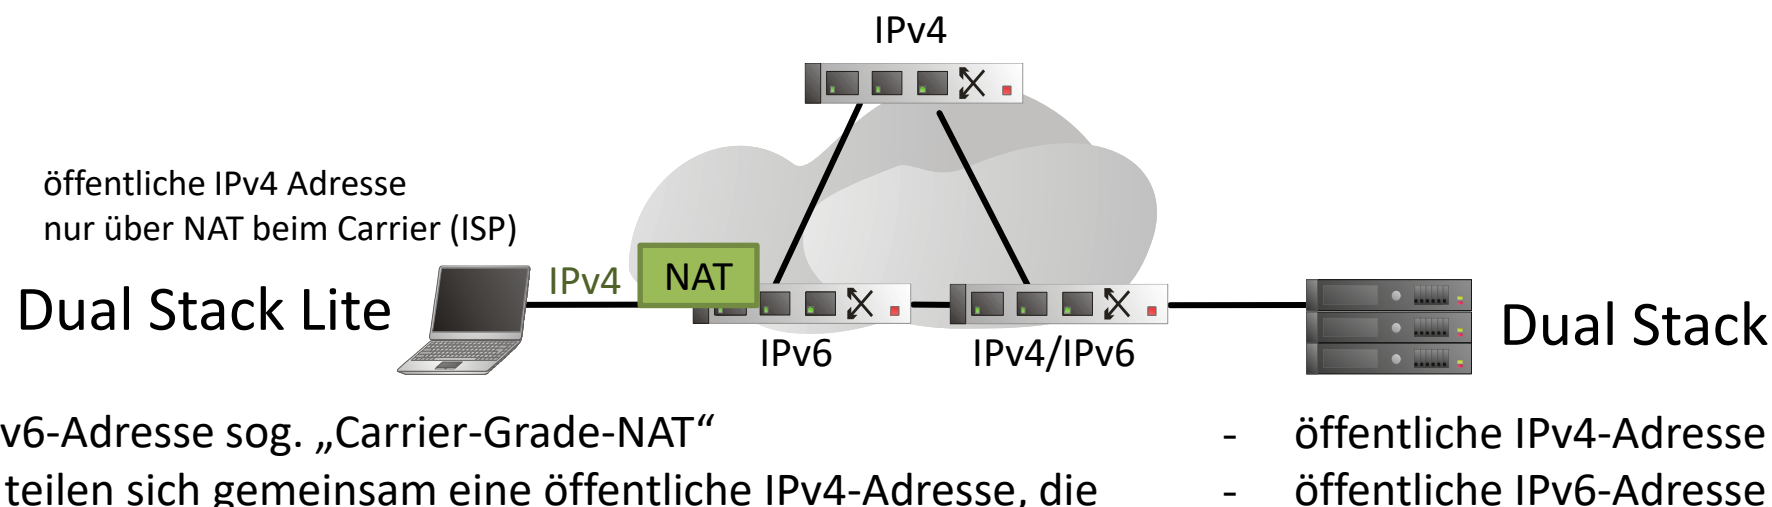 IPv4
öffentliche IPv4 Adresse
nur über NAT beim Carrier (ISP)
Dual Stack Lite
IPv4
NAT
IPv6
IPv4/IPv6
Dual Stack
v6-Adresse sog. „Carrier-Grade-NAT“
teilen sich gemeinsam eine öffentliche IPv4-Adresse, die
- öffentliche IPv4-Adresse
- öffentliche IPv6-Adresse